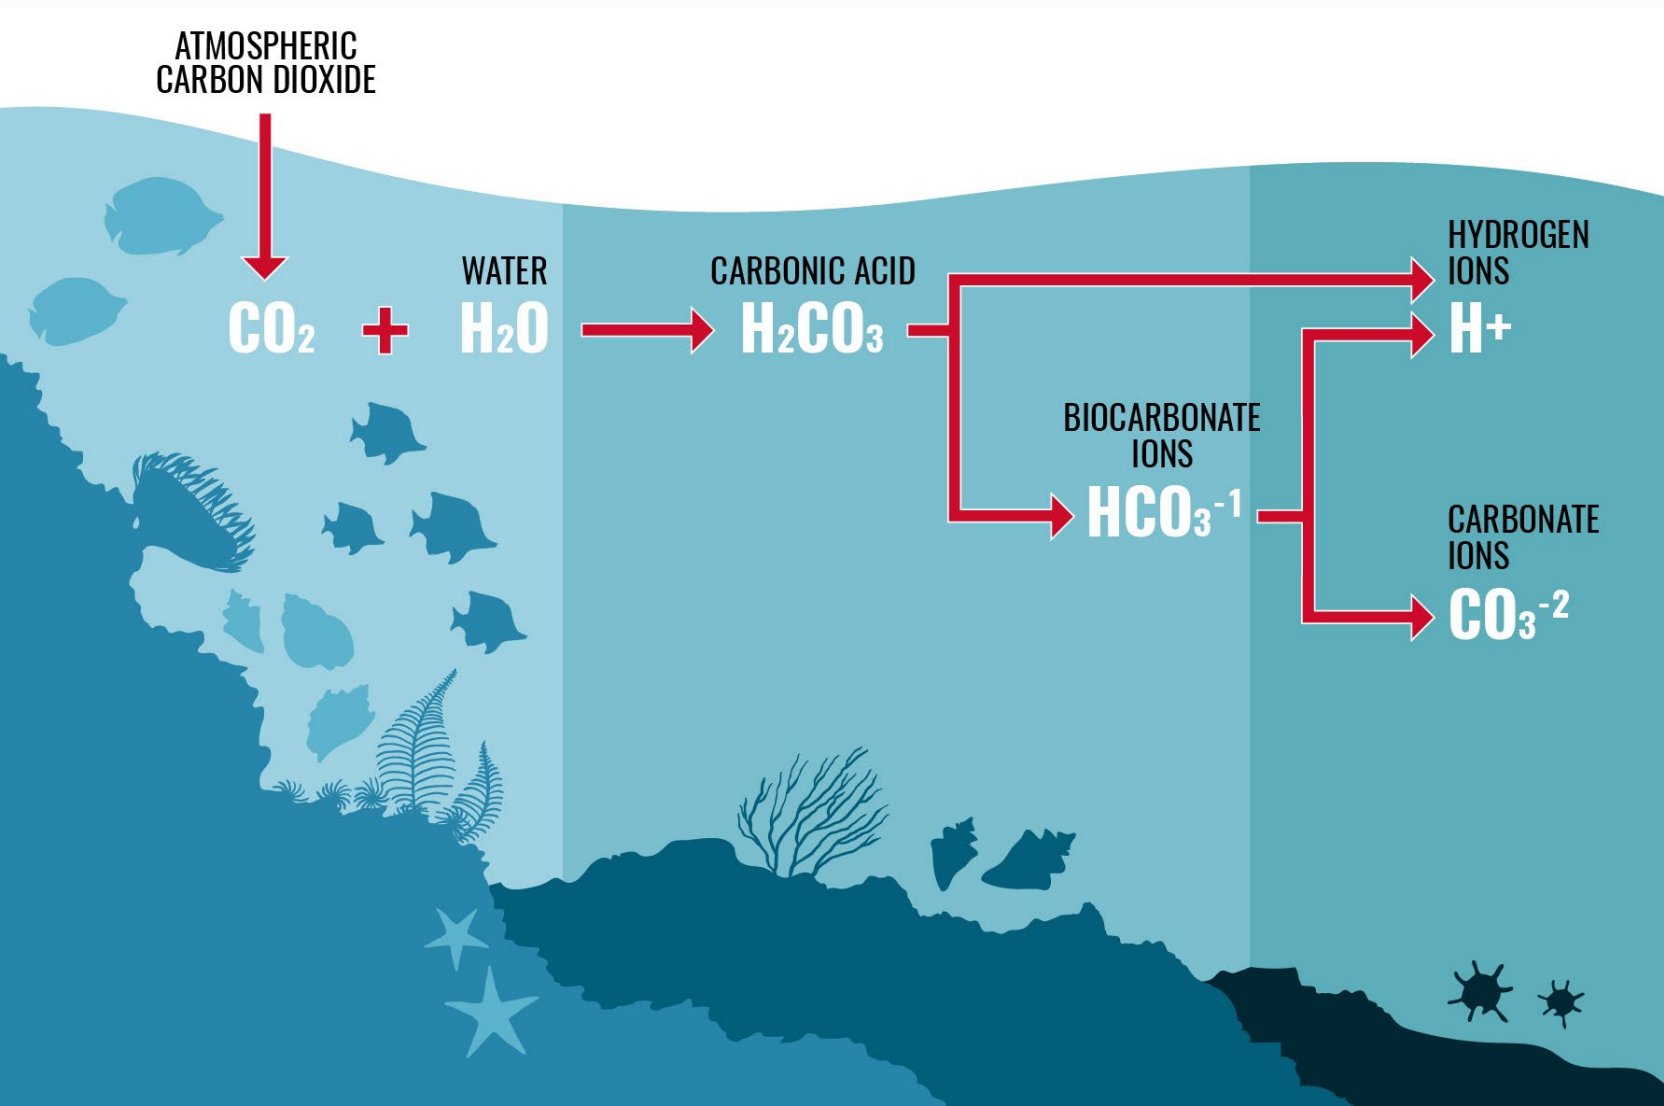 ATMOSPHERIC
CARBON DIOXIDE
CO₂ + 
WATER
H₂O
CARBONIC ACID
H₂CO₃
HYDROGEN
IONS
H+
BIOCARBONATE
IONS
HCO₃⁻¹
CARBONATE
IONS
CO₃⁻²